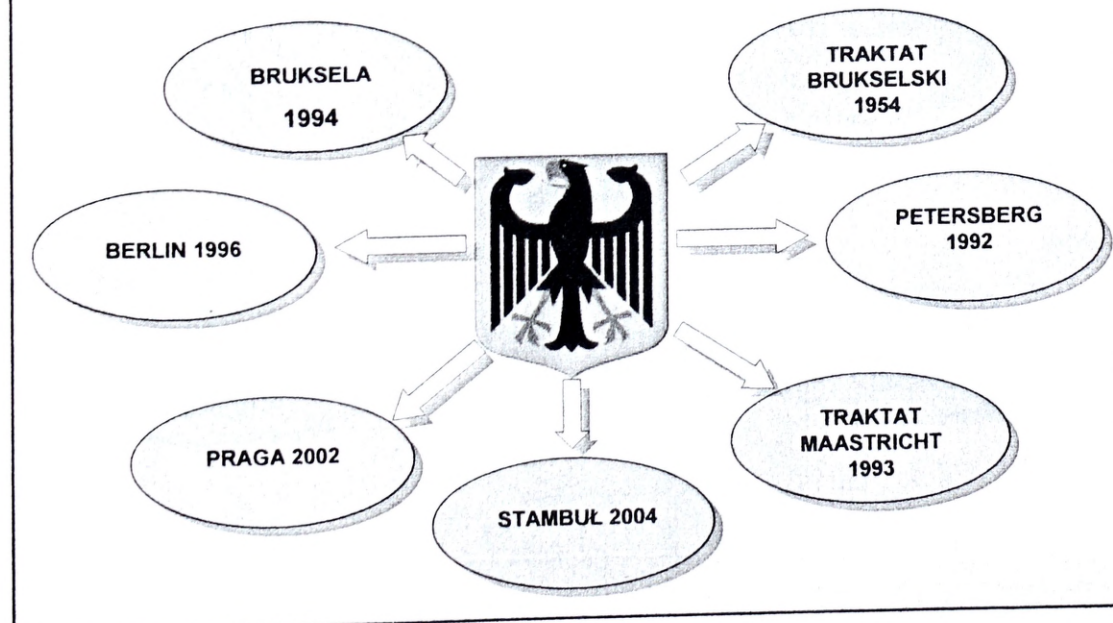 BRUKSELA
1994
TRAKTAT
BRUKSELSKI
1954
BERLIN 1996
PETERSBERG
1992
PRAGA 2002
TRAKTAT
MAASTRICHT
1993
STAMBUŁ 2004